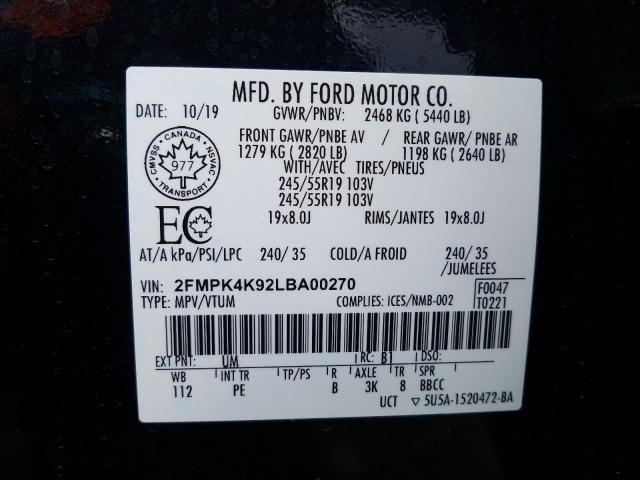 MFD. BY FORD MOTOR CO.
DATE: 10/19 GVWR/PNBV: 2468 KG ( 5440 LB)
FRONT GAWR/PNBE AV / REAR GAWR/ PNBE AR
1279 KG ( 2820 LB) 1198 KG ( 2640 LB)
WITH/AVEC TIRES/PNEUS
245/55R19 103V
245/55R19 103V
19x8.0J RIMS/JANTES 19x8.0J
CANADA
CMVSS NSVAC
977
TRANSPORT
EC
AT/A kPa/PSI/LPC 240/ 35 COLD/A FROID 240/ 35
/JUMELEES
VIN: 2FMPK4K92LBA00270 F0047
TYPE: MPV/VTUM COMPLIES: ICES/NMB-002 T0221
EXT PNT: UM RC: B1 DSO:
WB INT TR TP/PS R AXLE TR SPR
112 PE B 3K 8 BBCC
UCT ▽ 5U5A-1520472-BA